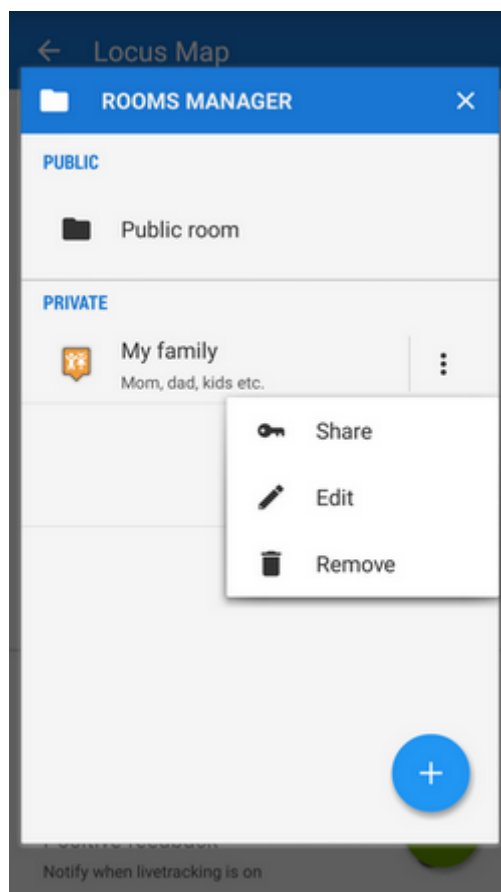 Locus Map
ROOMS MANAGER
PUBLIC
Public room
PRIVATE
My family
Mom, dad, kids etc.
Share
Edit
Remove
Notify when livetracking is on